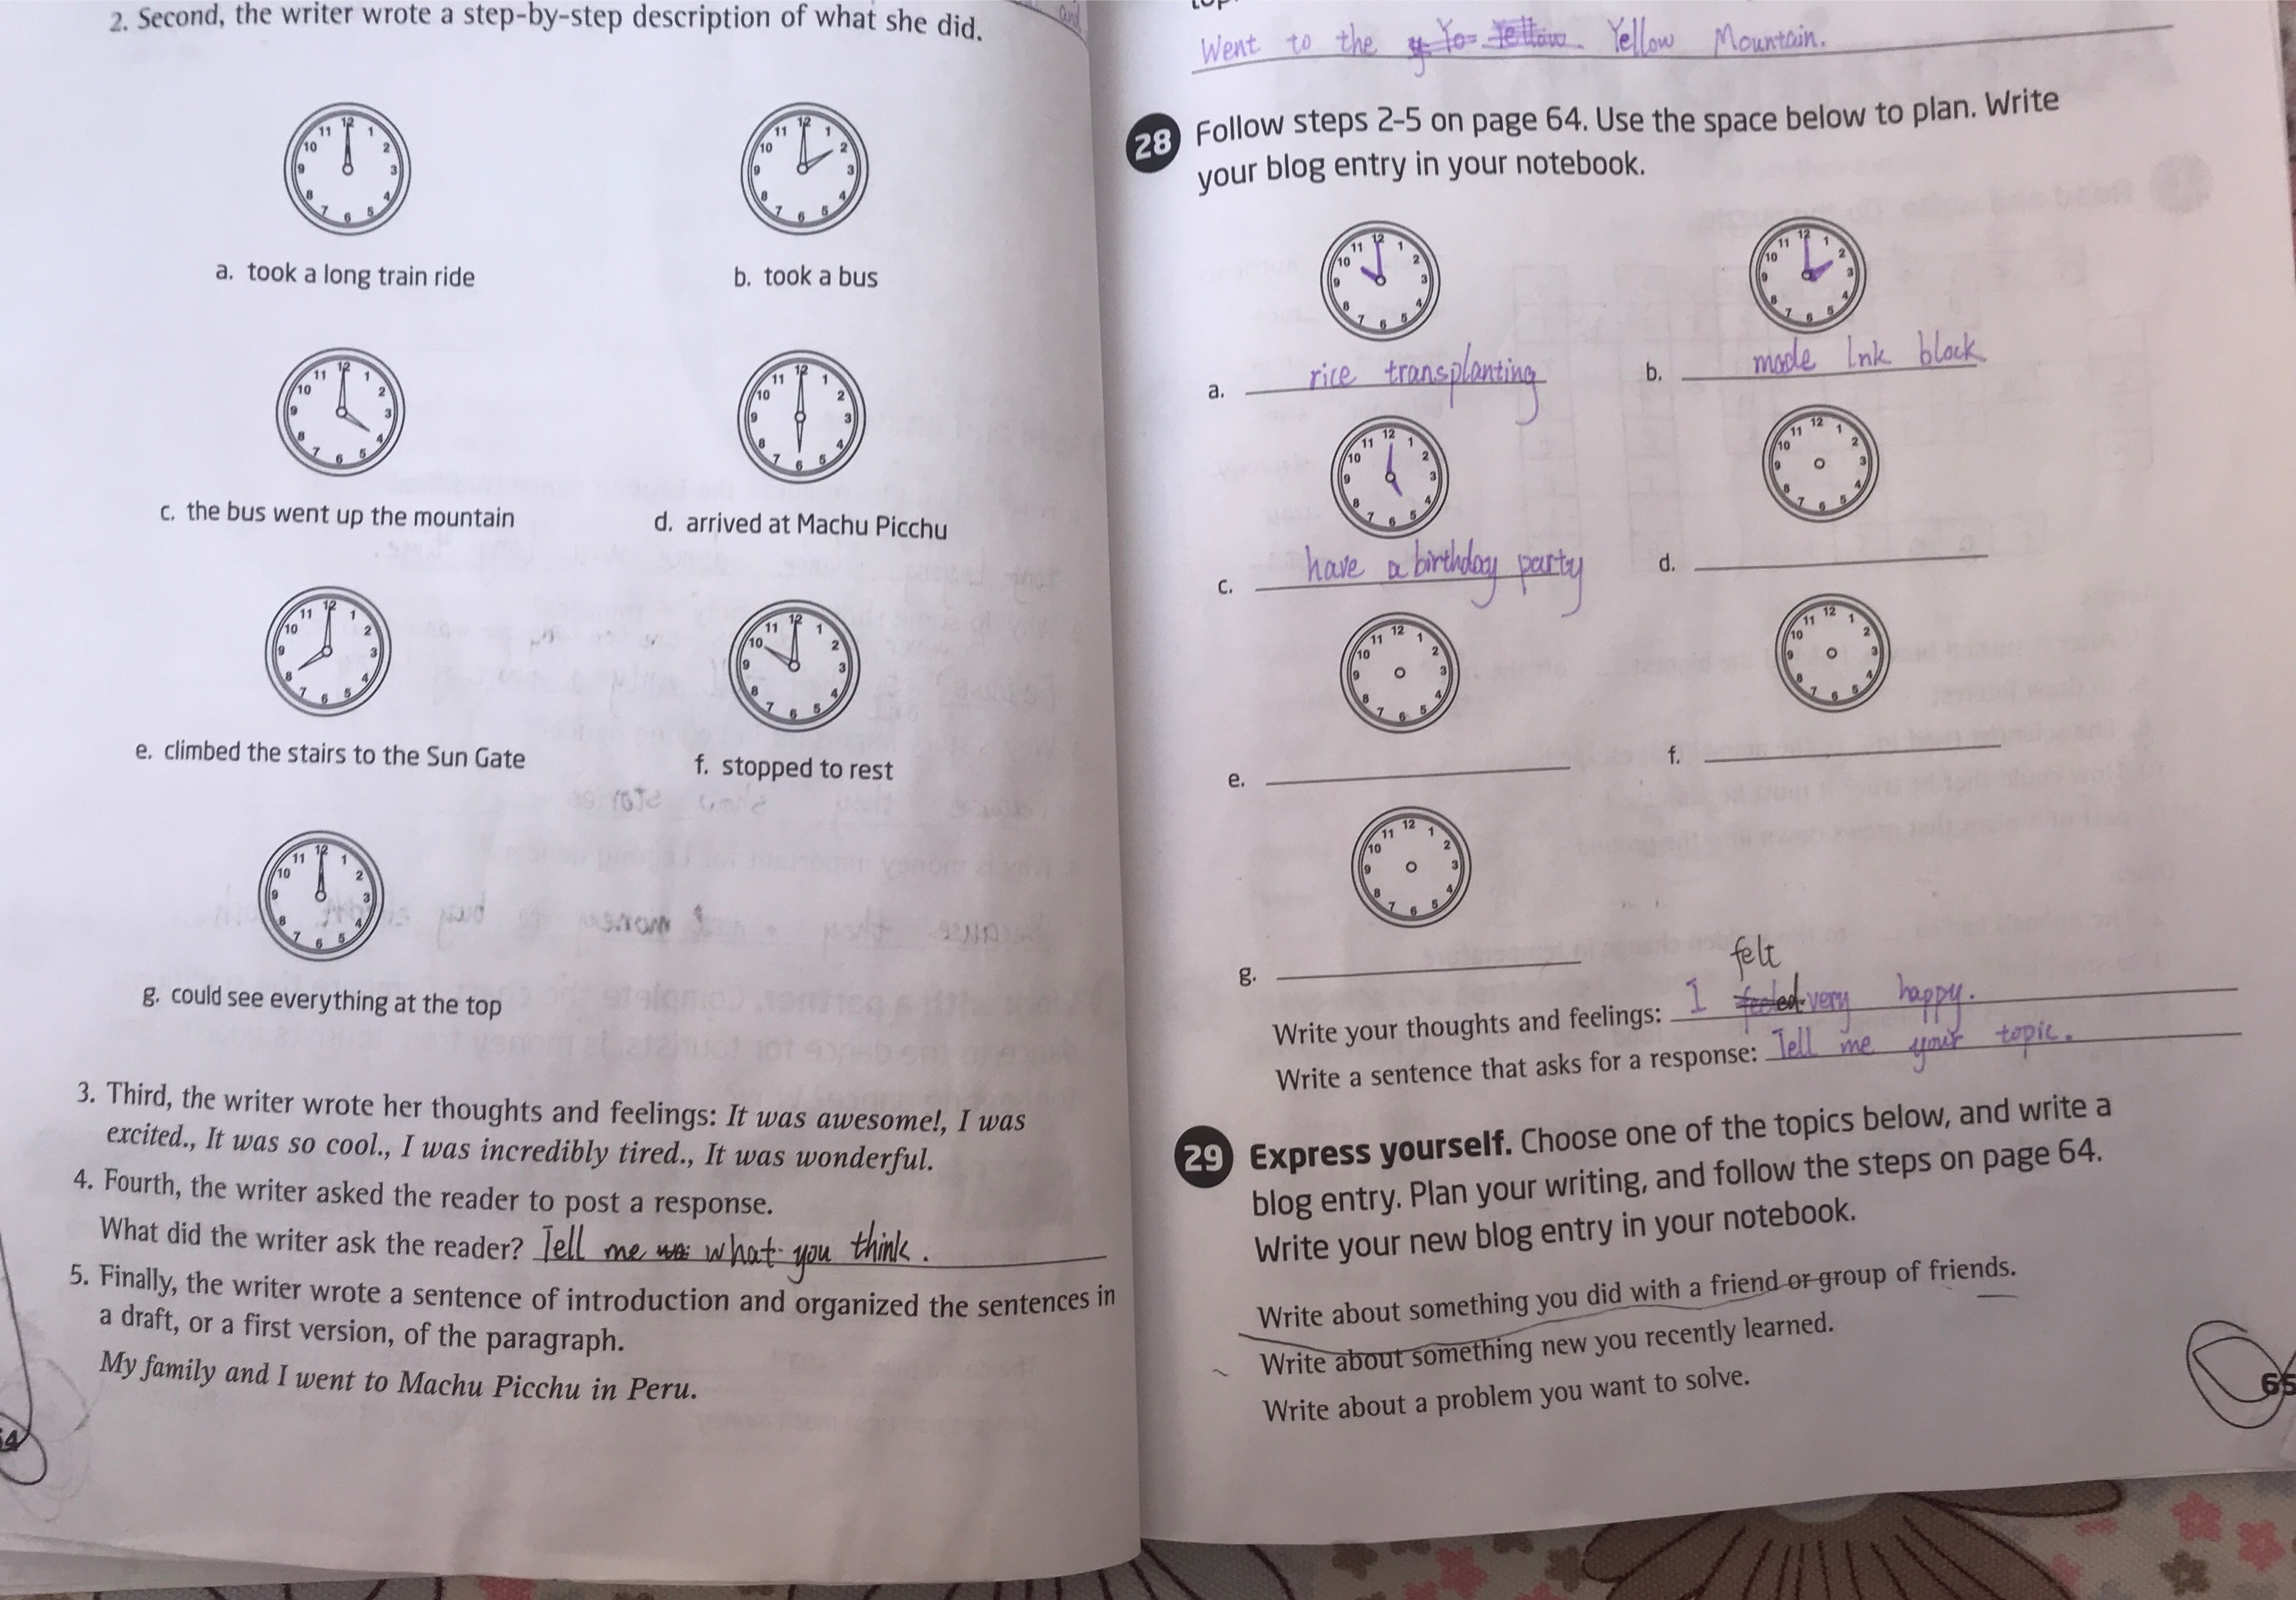 2. Second, the writer wrote a step-by-step description of what she did.
a. took a long train ride
b. took a bus
c. the bus went up the mountain
d. arrived at Machu Picchu
e. climbed the stairs to the Sun Gate
f. stopped to rest
g. could see everything at the top
3. Third, the writer wrote her thoughts and feelings: It was awesome!, I was
excited., It was so cool., I was incredibly tired., It was wonderful.
4. Fourth, the writer asked the reader to post a response.
What did the writer ask the reader? Tell me what you think.
5. Finally, the writer wrote a sentence of introduction and organized the sentences in
a draft, or a first version, of the paragraph.
My family and I went to Machu Picchu in Peru.
Went to the Yellow Yellow Mountain.
28 Follow steps 2-5 on page 64. Use the space below to plan. Write
your blog entry in your notebook.
a. rice transplanting
b. made Ink block
c. have a birthday party
d.
e.
f.
g.
felt
Write your thoughts and feelings: I feeled very happy.
Write a sentence that asks for a response: Tell me your topic.
29 Express yourself. Choose one of the topics below, and write a
blog entry. Plan your writing, and follow the steps on page 64.
Write your new blog entry in your notebook.
Write about something you did with a friend or group of friends.
Write about something new you recently learned.
Write about a problem you want to solve.
65